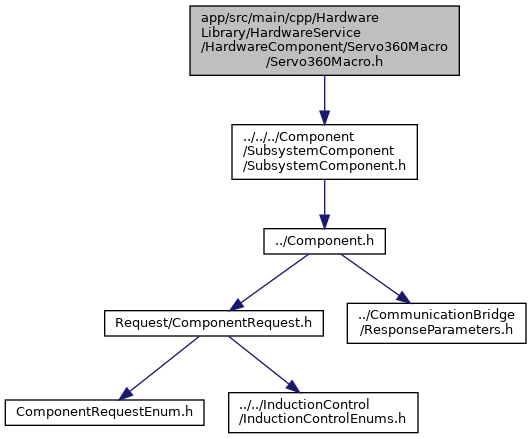 app/src/main/cpp/Hardware
Library/HardwareService
/HardwareComponent/Servo360Macro
/Servo360Macro.h
../../../Component
/SubsystemComponent
/SubsystemComponent.h
../Component.h
Request/ComponentRequest.h
../CommunicationBridge
/ResponseParameters.h
ComponentRequestEnum.h
../../InductionControl
/InductionControlEnums.h